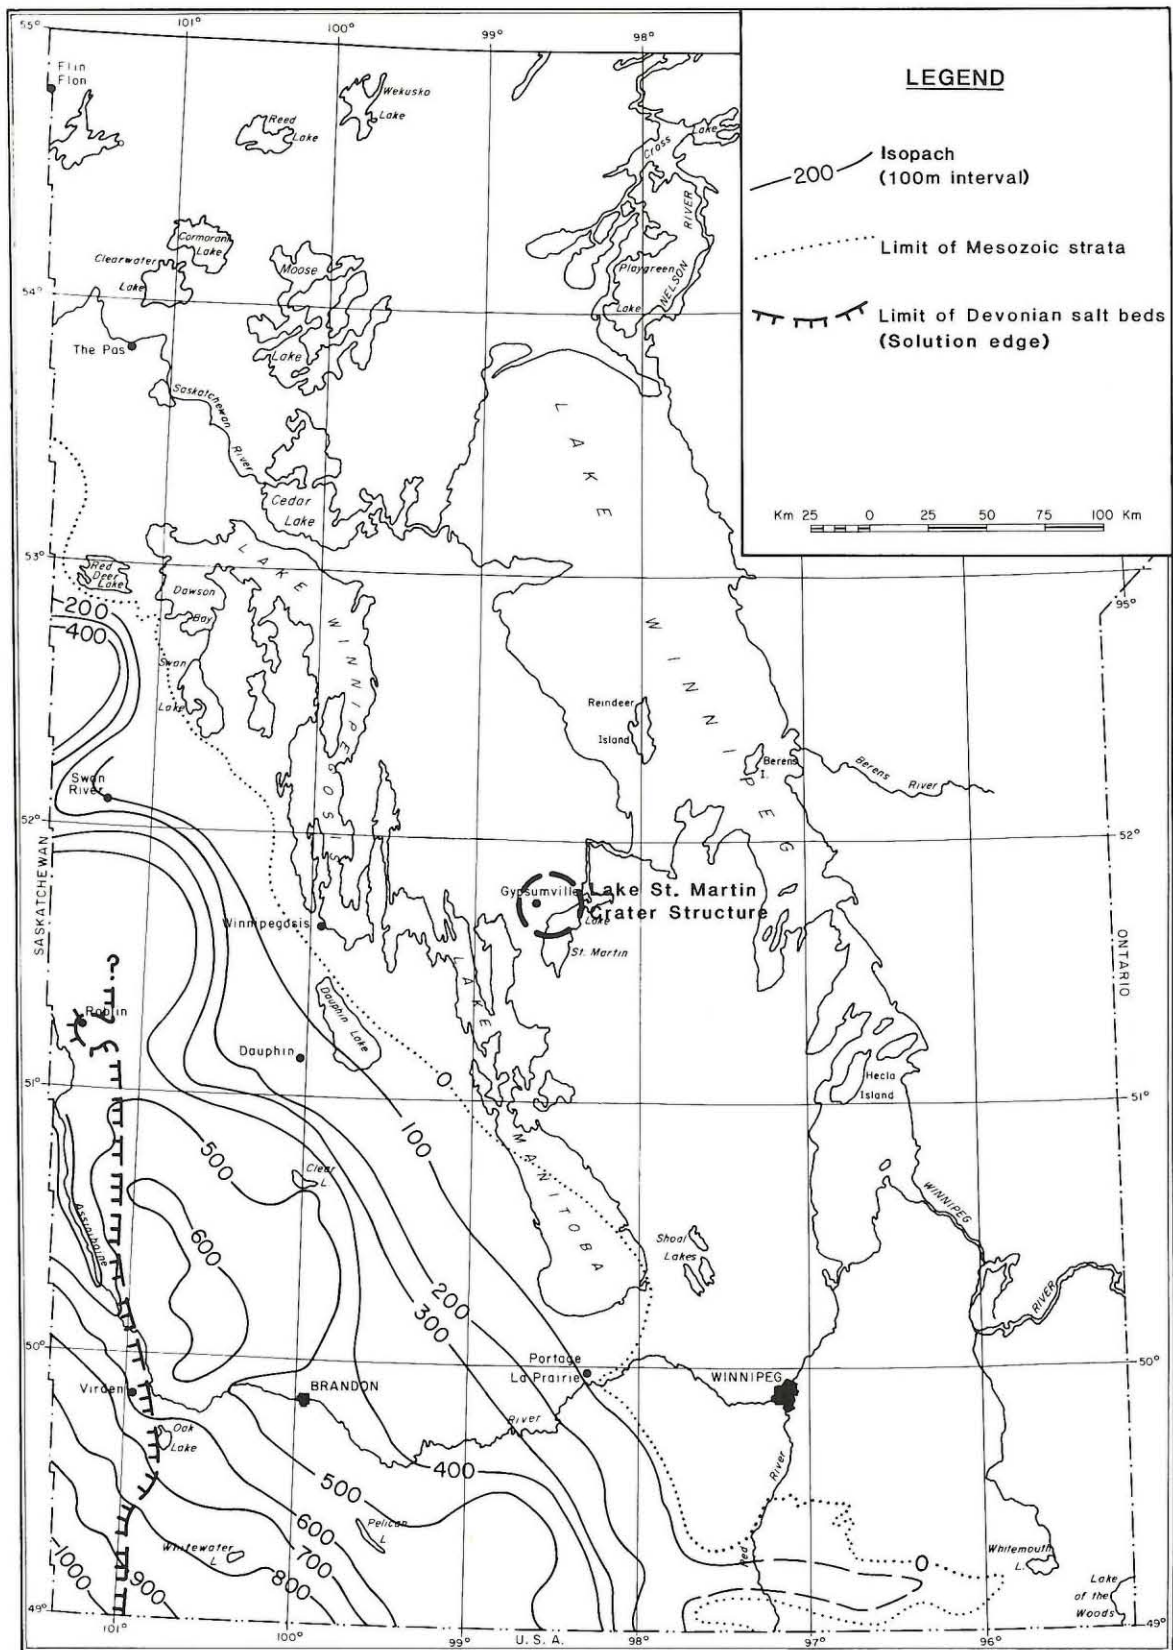 55°
101°
100°
99°
98°
LEGEND
Isopach
(100m interval)
200
Limit of Mesozoic strata
Limit of Devonian salt beds
(Solution edge)
Km 25 0 25 50 75 100 Km
Flin
Flon
Wekusko
Lake
Reed
Lake
Cross
Lake
Cormorant
Lake
Clearwater
Lake
Moose
Lake
Playgreen
Lake
NELSON
RIVER
54°
The Pas
Saskatchewan
River
Cedar
Lake
LAKE
WINNIPEG
53°
95°
Red
Deer
Lake
Dawson
Bay
LAKE
WINNIPEGOSIS
200
400
Swan
Lake
Reindeer
Island
Berens
I.
Berens
River
Swan
River
52°
52°
SASKATCHEWAN
ONTARIO
Gypsumville
Lake St. Martin
Crater Structure
Lake
St. Martin
Winnipegosis
LAKE
MANITOBA
Dauphin Lake
Roblin
?
Dauphin
0
Hecla
Island
51°
51°
100
500
Clear
L.
Assiniboine
600
Shoal
Lakes
WINNIPEG
RIVER
200
300
50°
50°
Portage
La Prairie
WINNIPEG
Virden
BRANDON
River
Oak
Lake
400
500
600
700
800
900
1000
Pelican
L.
Whitewater
L.
Red
River
0
Whitemouth
L.
Lake
of the
Woods
49°
49°
101°
100°
99°
U.S.A.
98°
97°
96°